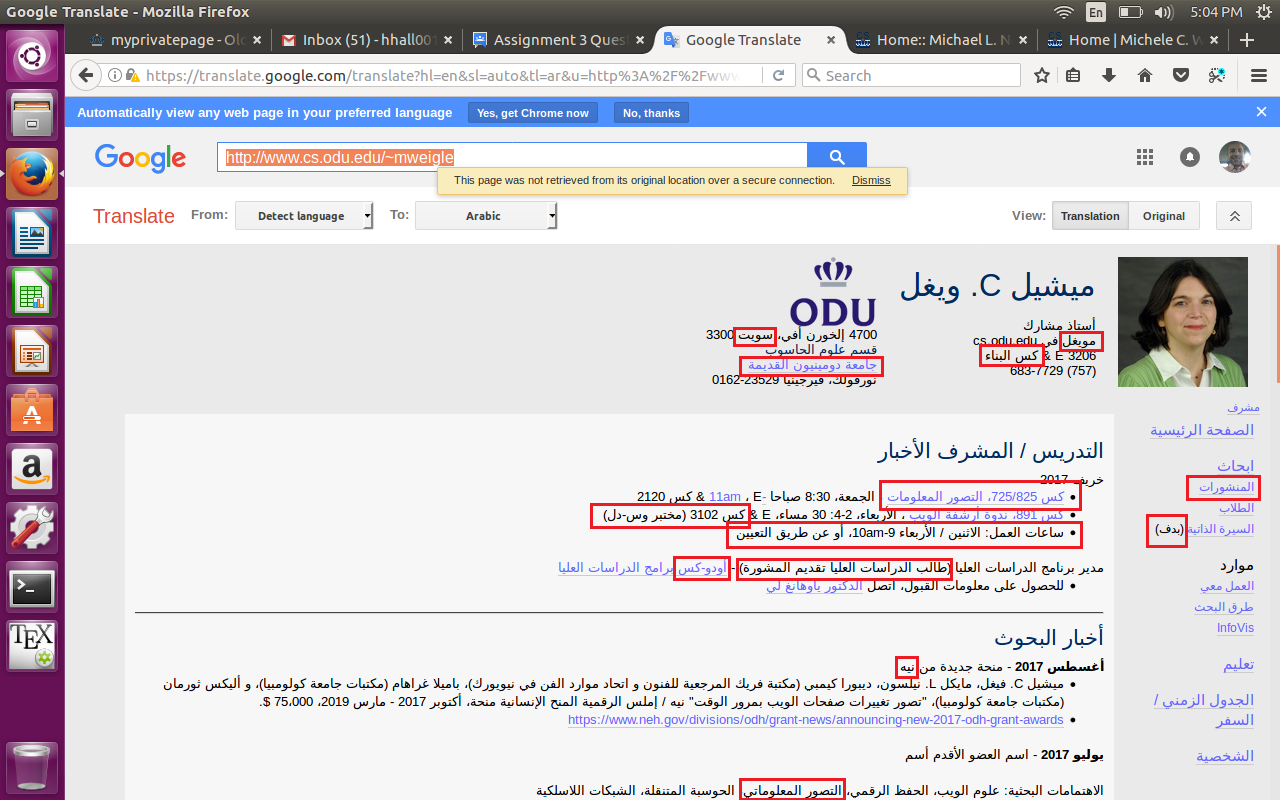 Google Translate - Mozilla Firefox
En
5:04 PM
myprivatepage - Old
Inbox (51) - hhall001
Assignment 3 Quest
Google Translate
Home:: Michael L. N
Home | Michele C. W
https://translate.google.com/translate?hl=en&sl=auto&tl=ar&u=http%3A%2F%2Fwww
Search
Automatically view any web page in your preferred language
Yes, get Chrome now
No, thanks
Google
http://www.cs.odu.edu/~mweigle
This page was not retrieved from its original location over a secure connection.
Dismiss
Translate
From:
Detect language
To:
Arabic
View:
Translation
Original
ميشيل C. ويغل
أستاذ مشارك
مويغل في cs.odu.edu
3206 E & كس البناء
(757) 683-7729
ODU
4700 إلخورن أفي، سويت 3300
قسم علوم الحاسوب
جامعة دومينيون القديمة
نورفولك، فيرجينيا 23529-0162
مشرف
الصفحة الرئيسية
ابحاث
المنشورات
الطلاب
السيرة الذاتية (بدف)
موارد
العمل معي
طرق البحث
InfoVis
تعليم
الجدول الزمني /
السفر
الشخصية
التدريس / المشرف الأخبار
خريف 2017
كس 725/825، التصور المعلومات ، الجمعة، 8:30 صباحا -11am ، E & كس 2120
كس 891، ندوة أرشفة الويب ، الأربعاء، 2-4: 30 مساء، E & كس 3102 (مختبر وس-دل)
ساعات العمل: الاثنين / الأربعاء 9-10am، أو عن طريق التعيين
مدير برنامج الدراسات العليا (طالب الدراسات العليا تقديم المشورة) - أودو-كس برامج الدراسات العليا
للحصول على معلومات القبول، اتصل الدكتور ياوهانغ لي
أخبار البحوث
أغسطس 2017 - منحة جديدة من نيه
ميشيل C. فيغل، مايكل L. نيلسون، ديبورا كيمبي (مكتبة فريك المرجعية للفنون و اتحاد موارد الفن في نيويورك)، باميلا غراهام (مكتبات جامعة كولومبيا)، و أليكس ثورمان
(مكتبات جامعة كولومبيا)، "تصور تغييرات صفحات الويب بمرور الوقت" نيه / إملس الرقمية المنح الإنسانية منحة، أكتوبر 2017 - مارس 2019، 75،000 $.
https://www.neh.gov/divisions/odh/grant-news/announcing-new-2017-odh-grant-awards
يوليو 2017 - اسم العضو الأقدم أسم
الاهتمامات البحثية: علوم الويب، الحفظ الرقمي، التصور المعلوماتي، الحوسبة المتنقلة، الشبكات اللاسلكية